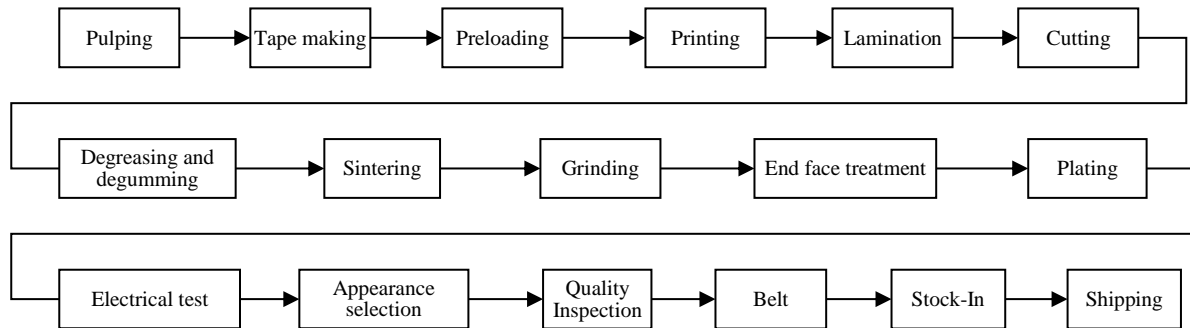 Pulping
Tape making
Preloading
Printing
Lamination
Cutting
Degreasing and
degumming
Sintering
Grinding
End face treatment
Plating
Electrical test
Appearance
selection
Quality
Inspection
Belt
Stock-In
Shipping